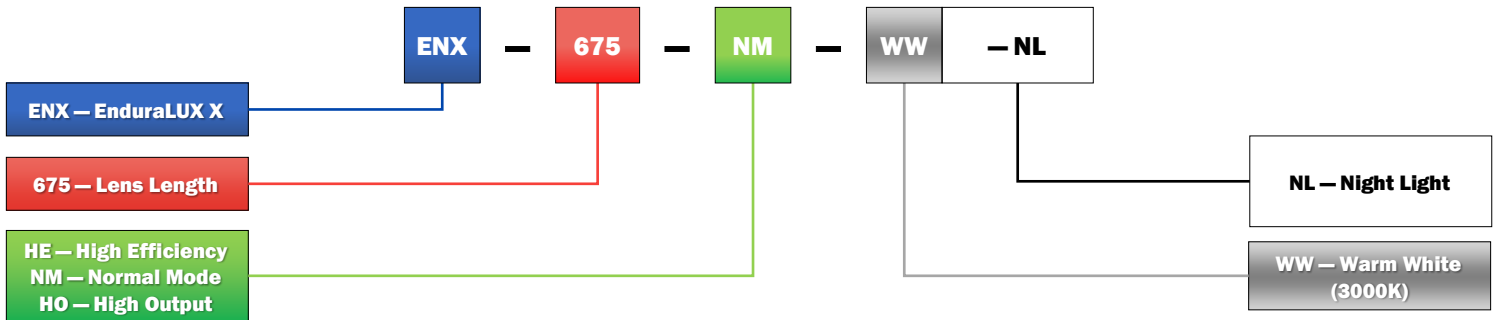 ENX — 675 — NM — WW — NL
ENX — EnduraLUX X
675 — Lens Length
HE — High Efficiency
NM — Normal Mode
HO — High Output
NL — Night Light
WW — Warm White
(3000K)